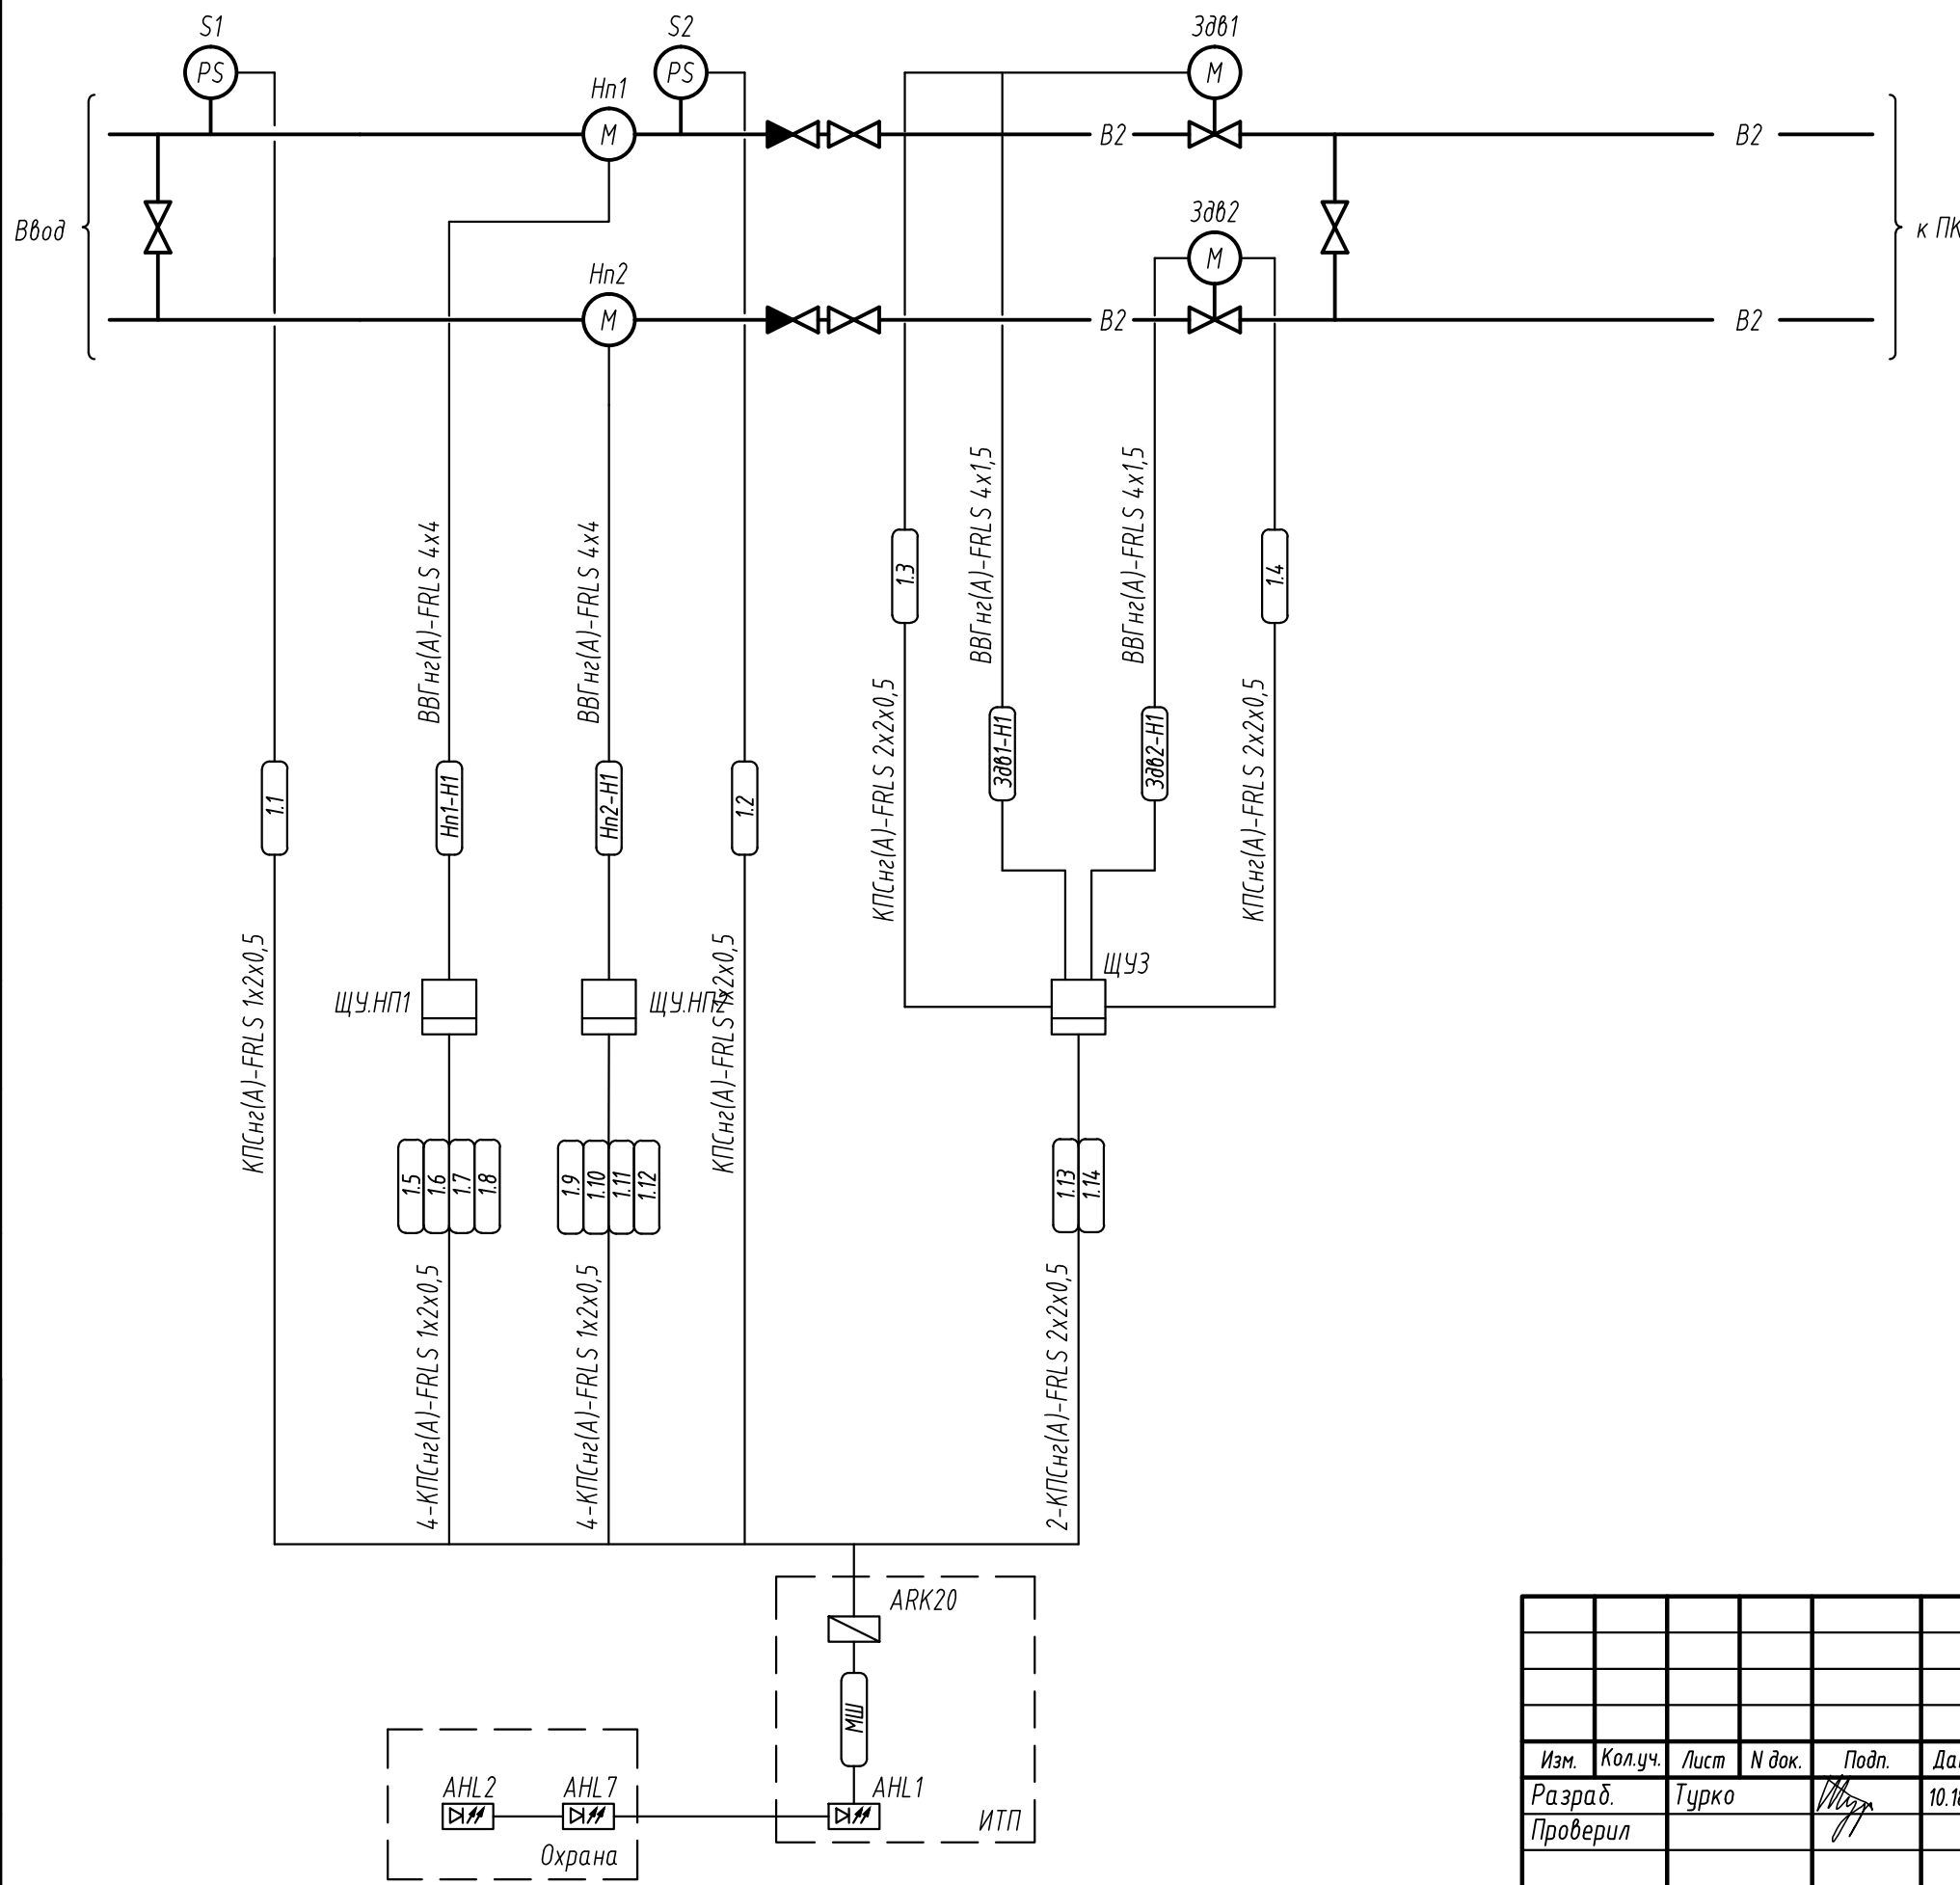 S1
S2
Здв1
PS
PS
М
Нп1
М
В2
В2
Ввод
к ПК
Здв2
М
Нп2
М
В2
В2
ВВГнг(А)-FRLS 4х4
ВВГнг(А)-FRLS 4х4
ВВГнг(А)-FRLS 4х1,5
ВВГнг(А)-FRLS 4х1,5
1.3
1.4
КПСнг(А)-FRLS 2х2х0,5
КПСнг(А)-FRLS 2х2х0,5
Здв1-Н1
Здв2-Н1
1.1
Нп1-Н1
Нп2-Н1
1.2
КПСнг(А)-FRLS 1х2х0,5
КПСнг(А)-FRLS 1х2х0,5
ЩУ.НП1
ЩУ.НП2
ЩУЗ
1.5
1.6
1.7
1.8
1.9
1.10
1.11
1.12
1.13
1.14
4-КПСнг(А)-FRLS 1х2х0,5
4-КПСнг(А)-FRLS 1х2х0,5
2-КПСнг(А)-FRLS 2х2х0,5
ARK20
МШ
AHL2
AHL7
AHL1
ИТП
Охрана
Изм. Кол.уч. Лист N док. Подп.
Разраб. Турко 10.18
Проверил